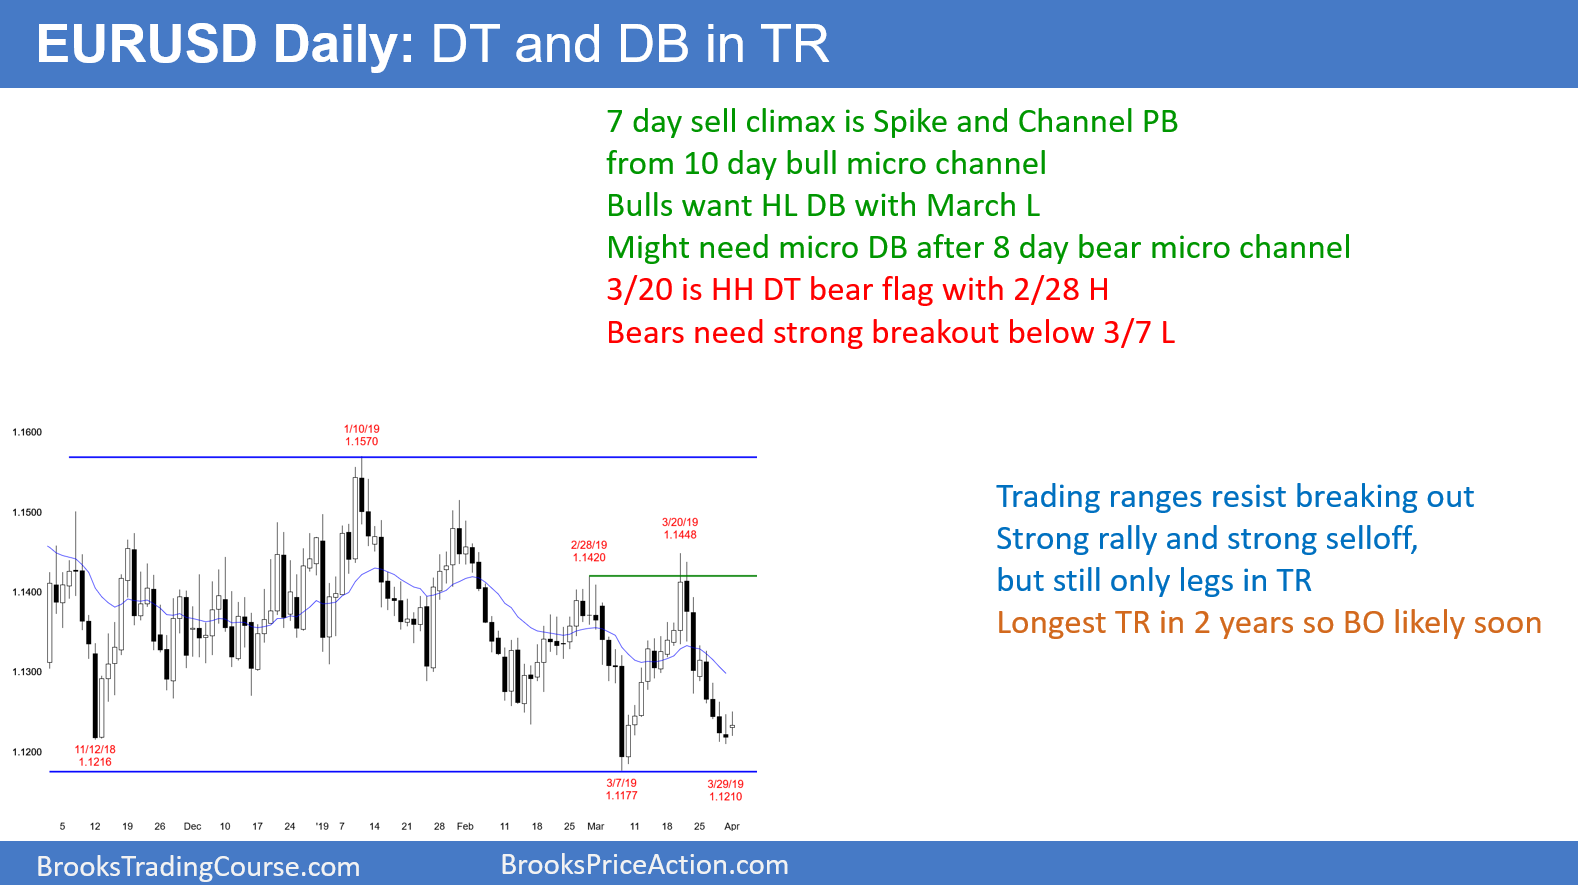 EURUSD Daily: DT and DB in TR
7 day sell climax is Spike and Channel PB
from 10 day bull micro channel
Bulls want HL DB with March L
Might need micro DB after 8 day bear micro channel
3/20 is HH DT bear flag with 2/28 H
Bears need strong breakout below 3/7 L
1.1600
1.1500
1.1400
1.1300
1.1200
1/10/19
1.1570
2/28/19
1.1420
3/20/19
1.1448
11/12/18
1.1216
3/7/19
1.1177
3/29/19
1.1210
5 12 19 26 Dec 10 17 24 '19 7 14 21 28 Feb 11 18 25 Mar 11 18 25 Apr
Trading ranges resist breaking out
Strong rally and strong selloff,
but still only legs in TR
Longest TR in 2 years so BO likely soon
BrooksTradingCourse.com
BrooksPriceAction.com